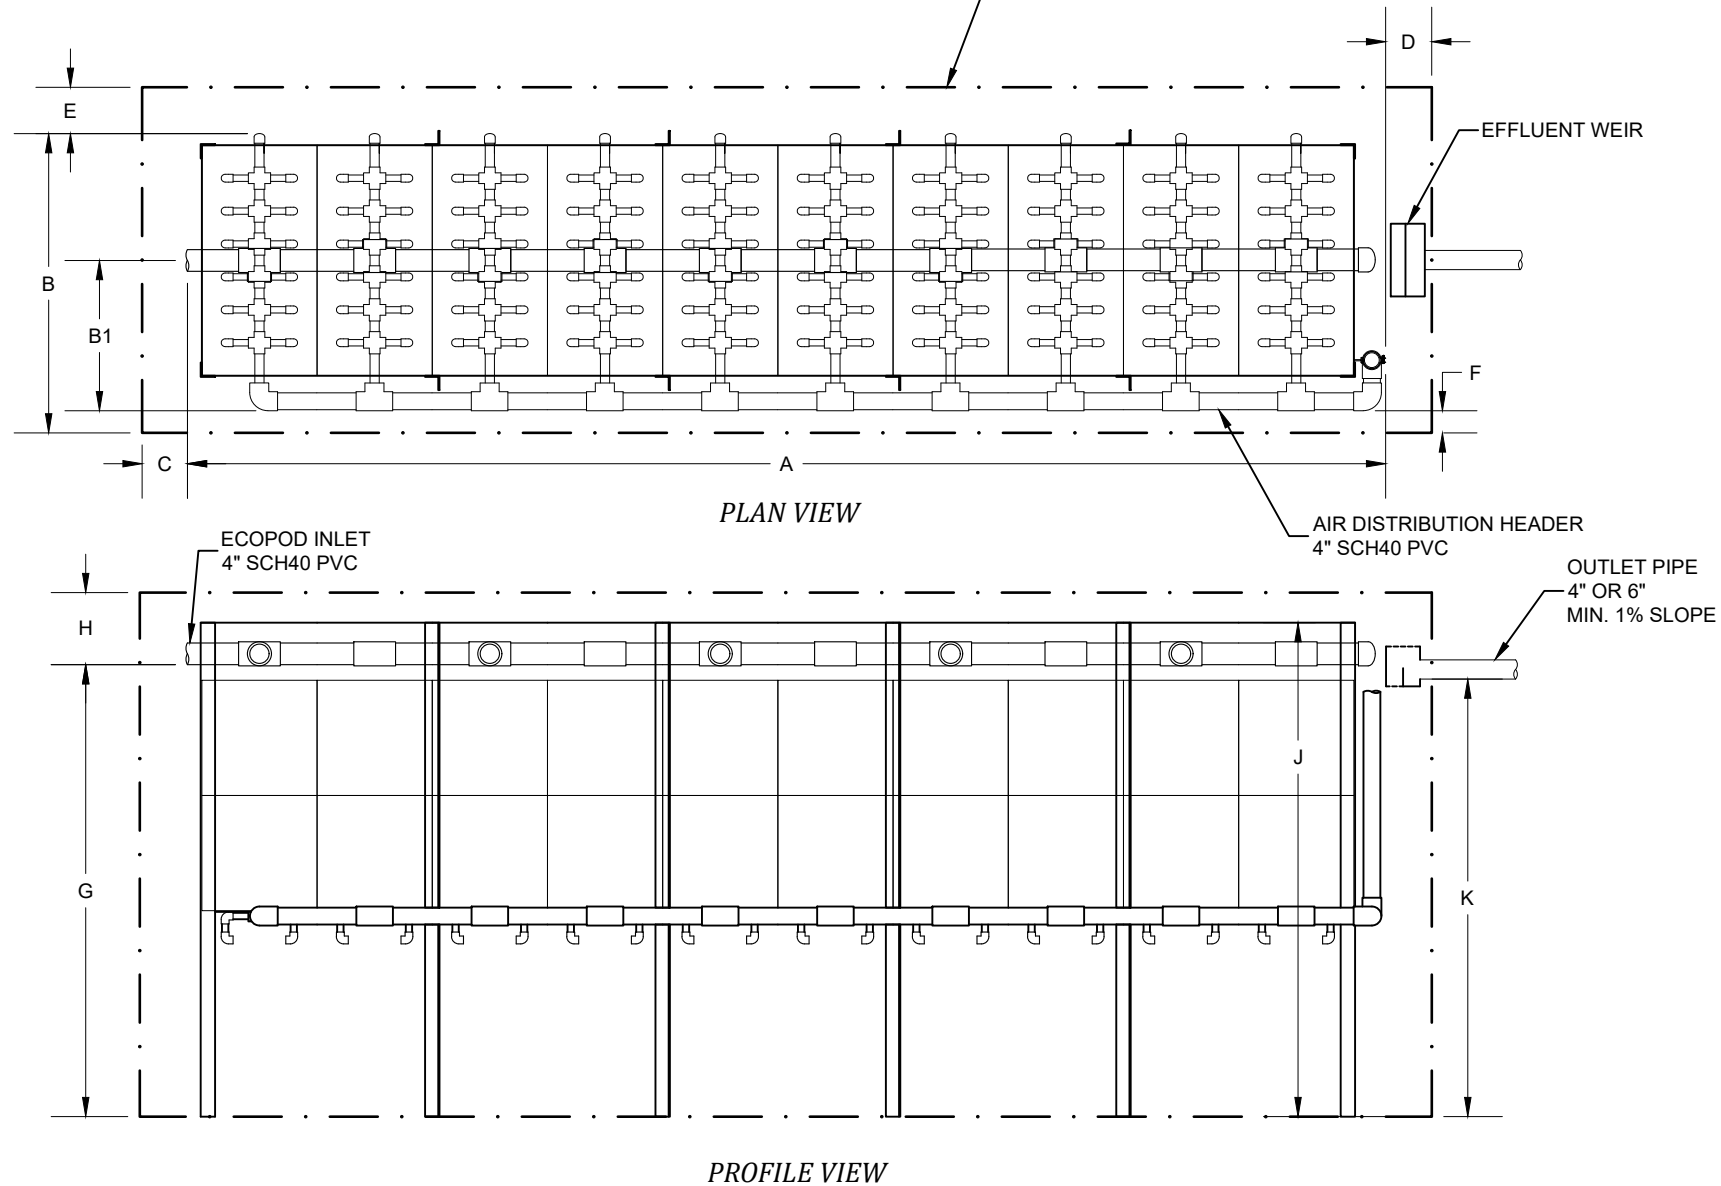 D
E
EFFLUENT WEIR
B
B1
F
C
A
PLAN VIEW
AIR DISTRIBUTION HEADER
4" SCH40 PVC
ECOPOD INLET
4" SCH40 PVC
OUTLET PIPE
4" OR 6"
MIN. 1% SLOPE
H
J
G
K
PROFILE VIEW